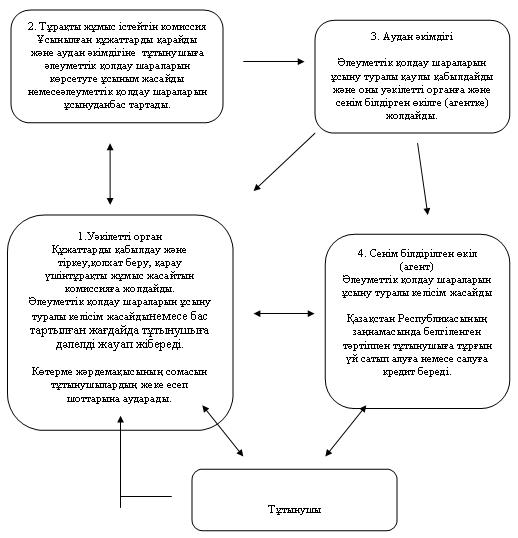 2. Тұрақты жұмыс істейтін комиссия
Ұсынылған құжаттарды қарайды
және аудан әкімдігіне тұтынушыға
әлеуметтік қолдау шараларын
көрсетуге ұсыным жасайды
немесеәлеуметтік қолдау шараларын
ұсынуданбас тартады.
3. Аудан әкімдігі
Әлеуметтік қолдау шараларын
ұсыну туралы қаулы қабылдайды
және оны уәкілетті органға және
сенім білдірген өкілге (агентке)
жолдайды.
1.Уәкілетті орган
Құжаттарды қабылдау және
тіркеу,қолхат беру, қарау
үшінтұрақты жұмыс жасайтын
комиссияға жолдайды.
Әлеуметтік қолдау шараларын ұсыну
туралы келісім жасайдынемесе бас
тартылған жағдайда тұтынушыға
дәлелді жауап жібереді.
Көтерме жәрдемақысының сомасын
тұтынушылардың жеке есеп
шоттарына аударады.
4. Сенім білдірілген өкіл
(агент)
Әлеуметтік қолдау шараларын
ұсыну туралы келісім жасайды
Қазақстан Республикасының
заңнамасында белгіленген
тәртіппен тұтынушыға тұрғын
үй сатып алуға немесе салуға
кредит береді.
Тұтынушы